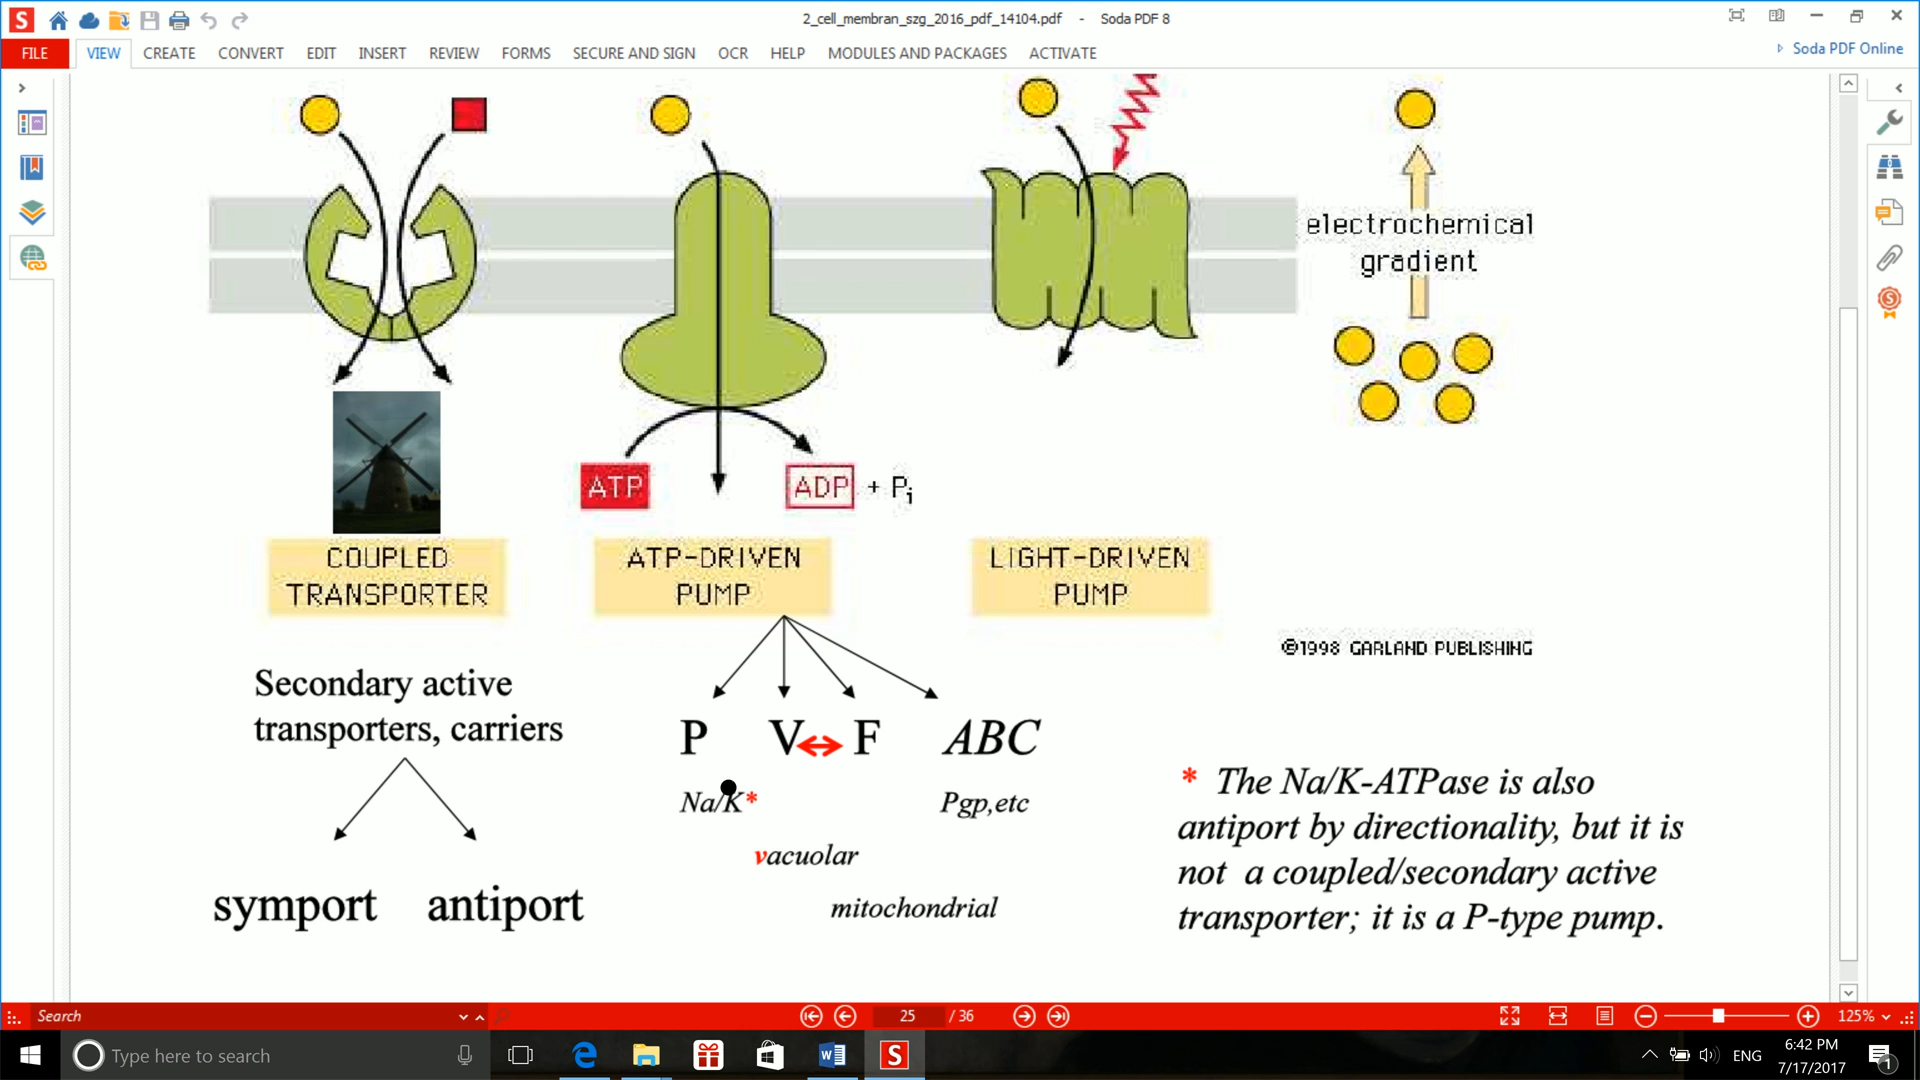 2_cell_membran_szg_2016_pdf_14104.pdf - Soda PDF 8
FILE VIEW CREATE CONVERT EDIT INSERT REVIEW FORMS SECURE AND SIGN OCR HELP MODULES AND PACKAGES ACTIVATE
Soda PDF Online
electrochemical
gradient
ATP
ADP + Pi
COUPLED
TRANSPORTER
ATP-DRIVEN
PUMP
LIGHT-DRIVEN
PUMP
©1998 GARLAND PUBLISHING
Secondary active
transporters, carriers
symport antiport
P V F ABC
Na/K* Pgp,etc
vacuolar
mitochondrial
* The Na/K-ATPase is also
antiport by directionality, but it is
not a coupled/secondary active
transporter; it is a P-type pump.
Search
25 / 36
125%
Type here to search
ENG
6:42 PM
7/17/2017
1